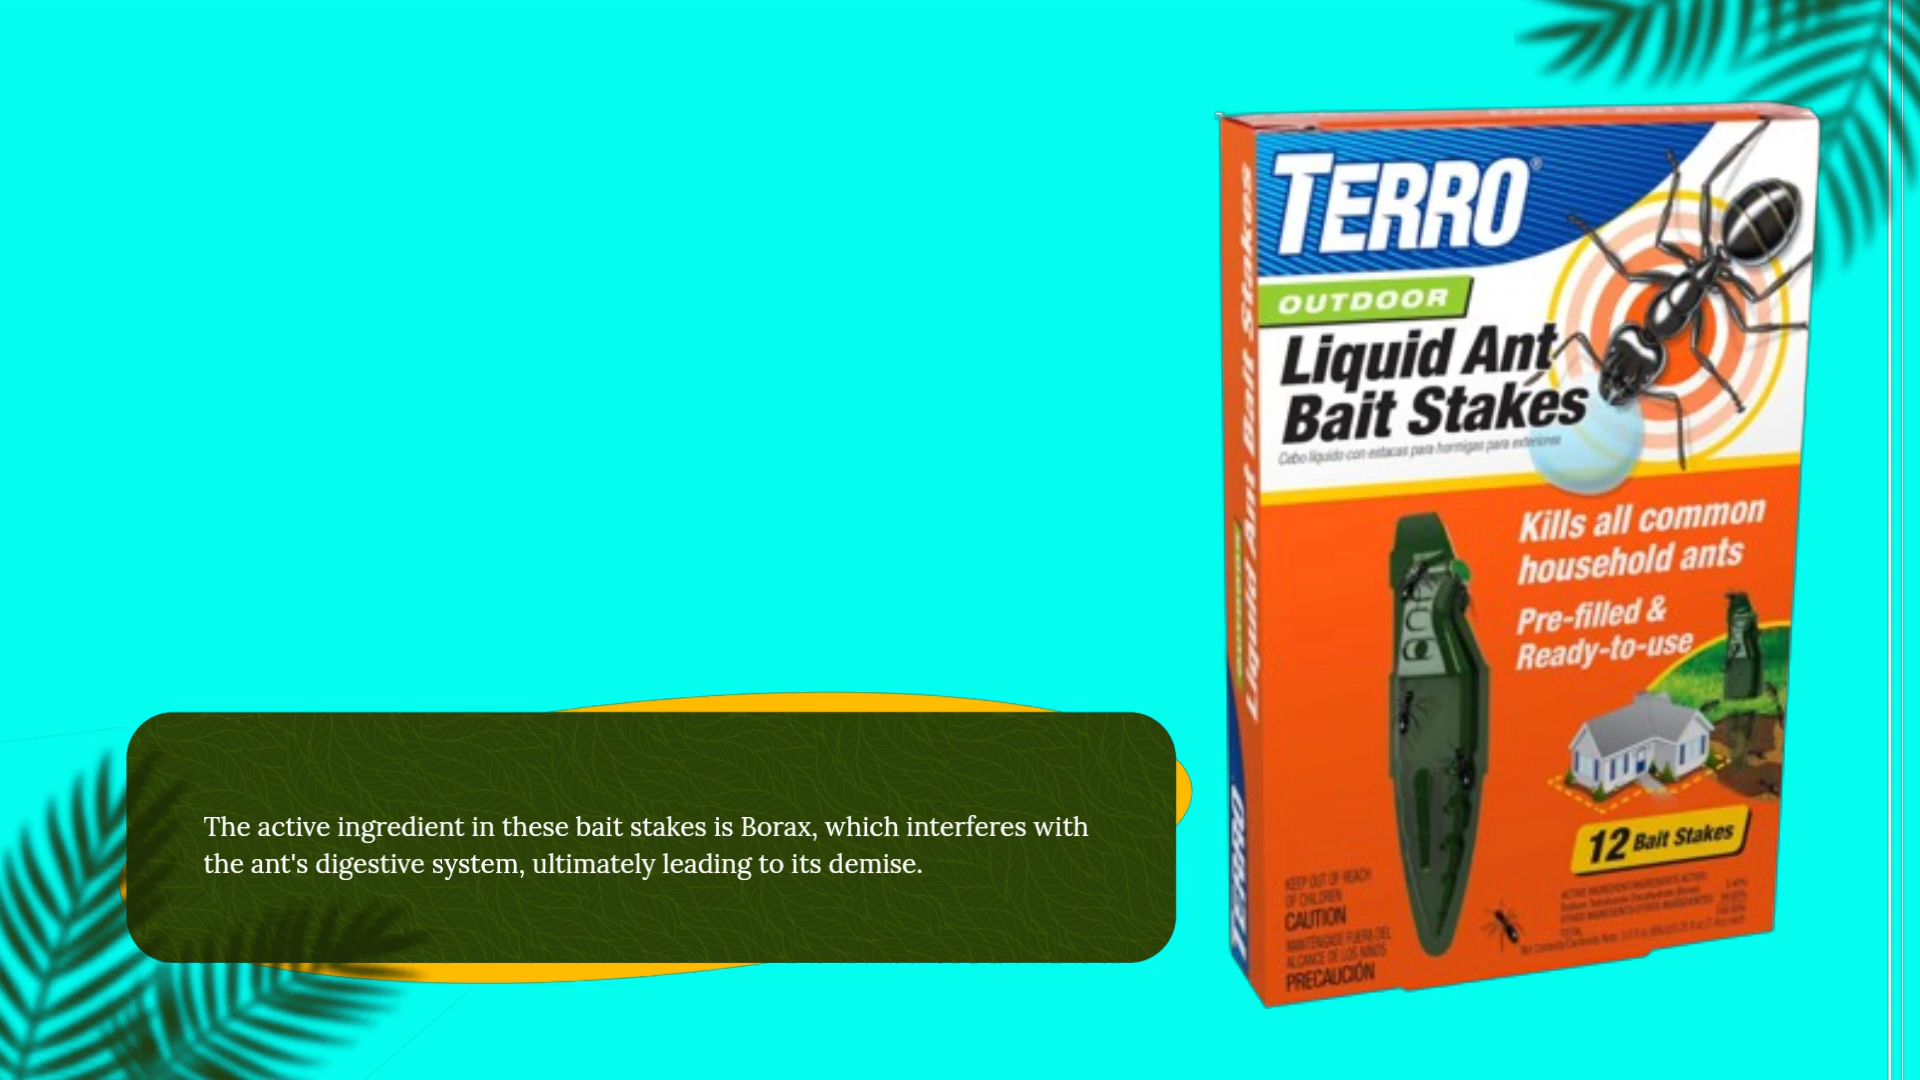 TERRO®
OUTDOOR
Liquid Ant
Bait Stakes
Cebo líquido con estacas para hormigas para exteriores
Kills all common
household ants
Pre-filled &
Ready-to-use
12 Bait Stakes
KEEP OUT OF REACH
OF CHILDREN
CAUTION
MANTENGASE FUERA DEL
ALCANCE DE LOS NIÑOS
PRECAUCIÓN
Liquid Ant Bait Stakes
TERRO
The active ingredient in these bait stakes is Borax, which interferes with
the ant's digestive system, ultimately leading to its demise.